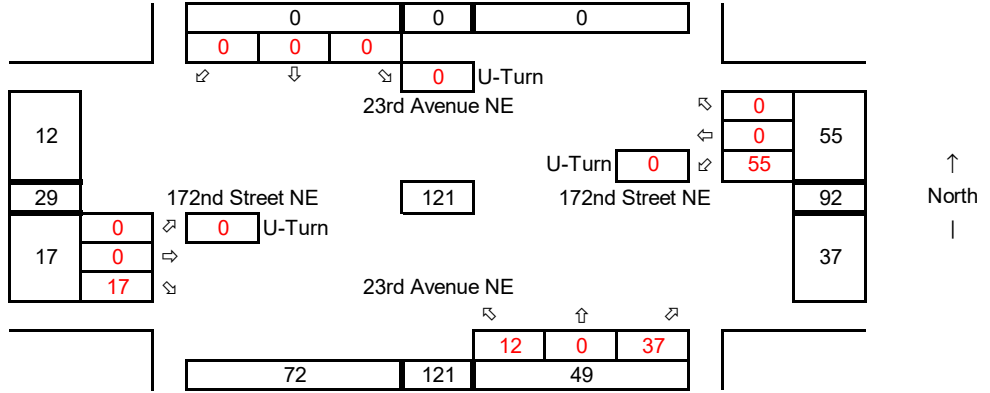 0 0 0
0 0 0
⬃ ⇩ ⬂ 0 U-Turn
23rd Avenue NE
⬁ 0
12 ⇦ 0 55
U-Turn 0 ⬃ 55 ↑
29 172nd Street NE 121 172nd Street NE 92 North
0 ⬀ 0 U-Turn |
17 0 ⇨ 37
17 ⬂ 23rd Avenue NE
⬁ ⇧ ⬀
12 0 37
72 121 49